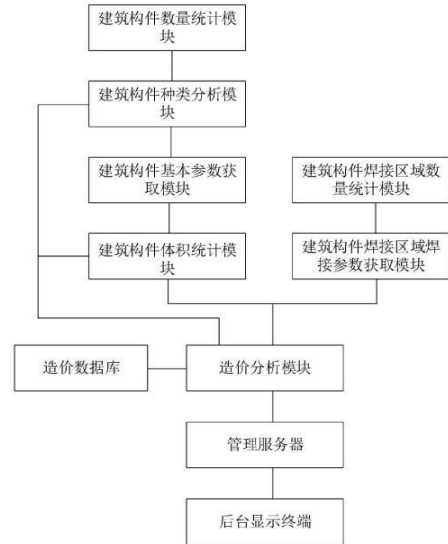 建筑构件数量统计模
块
建筑构件种类分析模
块
建筑构件基本参数获
取模块
建筑构件焊接区域数
量统计模块
建筑构件体积统计模
块
建筑构件焊接区域焊
接参数获取模块
造价数据库
造价分析模块
管理服务器
后台显示终端